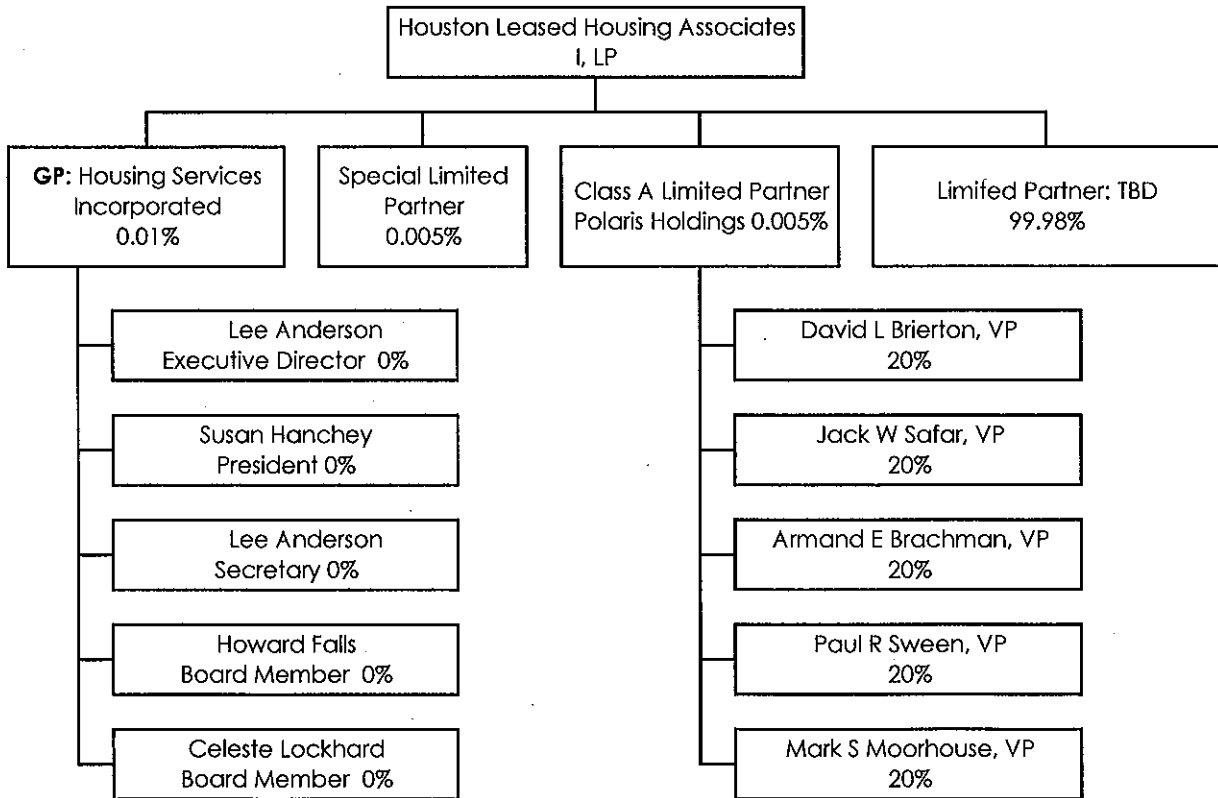 Houston Leased Housing Associates
I, LP
GP: Housing Services
Incorporated
0.01%
Special Limited
Partner
0.005%
Class A Limited Partner
Polaris Holdings 0.005%
Limited Partner: TBD
99.98%
Lee Anderson
Executive Director 0%
Susan Hanchey
President 0%
Lee Anderson
Secretary 0%
Howard Falls
Board Member 0%
Celeste Lockhard
Board Member 0%
David L Brierton, VP
20%
Jack W Safar, VP
20%
Armand E Brachman, VP
20%
Paul R Sween, VP
20%
Mark S Moorhouse, VP
20%